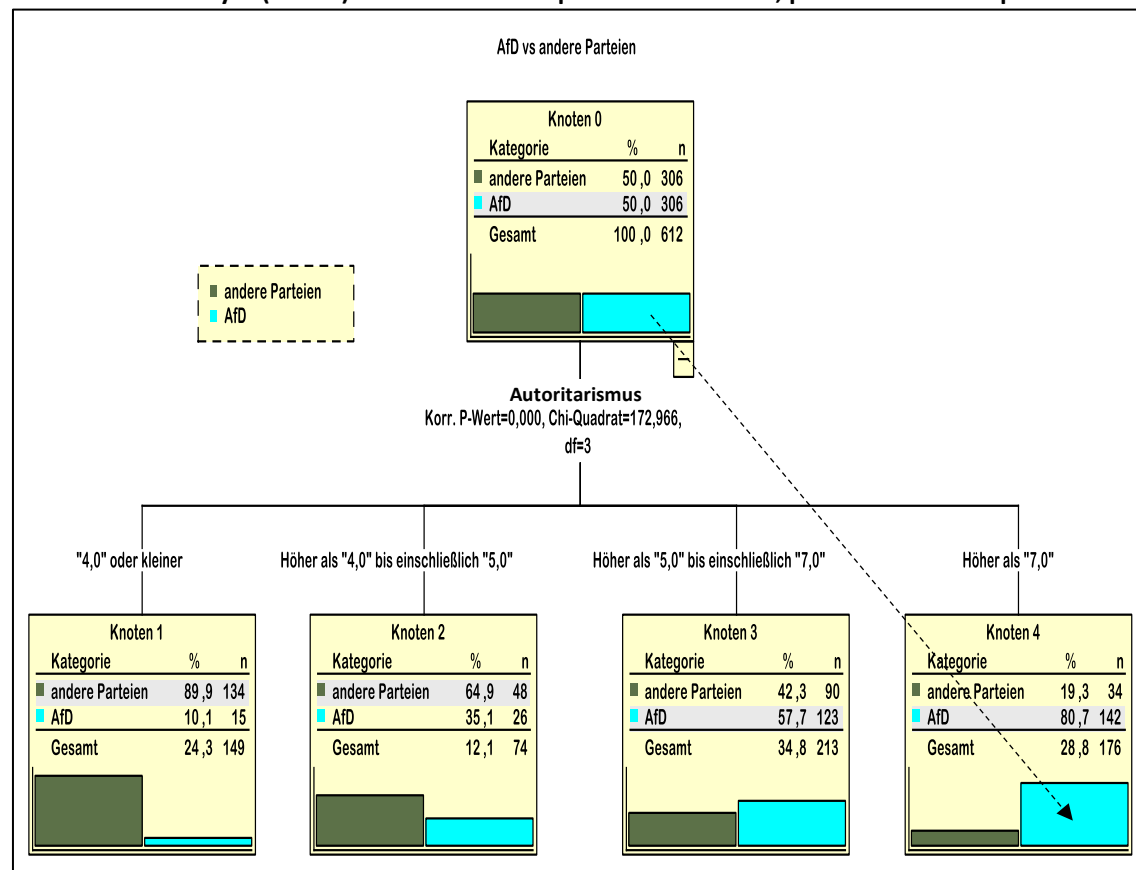 AfD vs andere Parteien
Knoten 0
Kategorie % n
andere Parteien 50 ,0 306
AfD 50 ,0 306
Gesamt 100 ,0 612
andere Parteien
AfD
Autoritarismus
Korr. P-Wert=0,000, Chi-Quadrat=172,966,
df=3
"4,0" oder kleiner
Höher als "4,0" bis einschließlich "5,0"
Höher als "5,0" bis einschließlich "7,0"
Höher als "7,0"
Knoten 1
Kategorie % n
andere Parteien 89 ,9 134
AfD 10 ,1 15
Gesamt 24 ,3 149
Knoten 2
Kategorie % n
andere Parteien 64 ,9 48
AfD 35 ,1 26
Gesamt 12 ,1 74
Knoten 3
Kategorie % n
andere Parteien 42 ,3 90
AfD 57 ,7 123
Gesamt 34 ,8 213
Knoten 4
Kategorie % n
andere Parteien 19 ,3 34
AfD 80 ,7 142
Gesamt 28 ,8 176